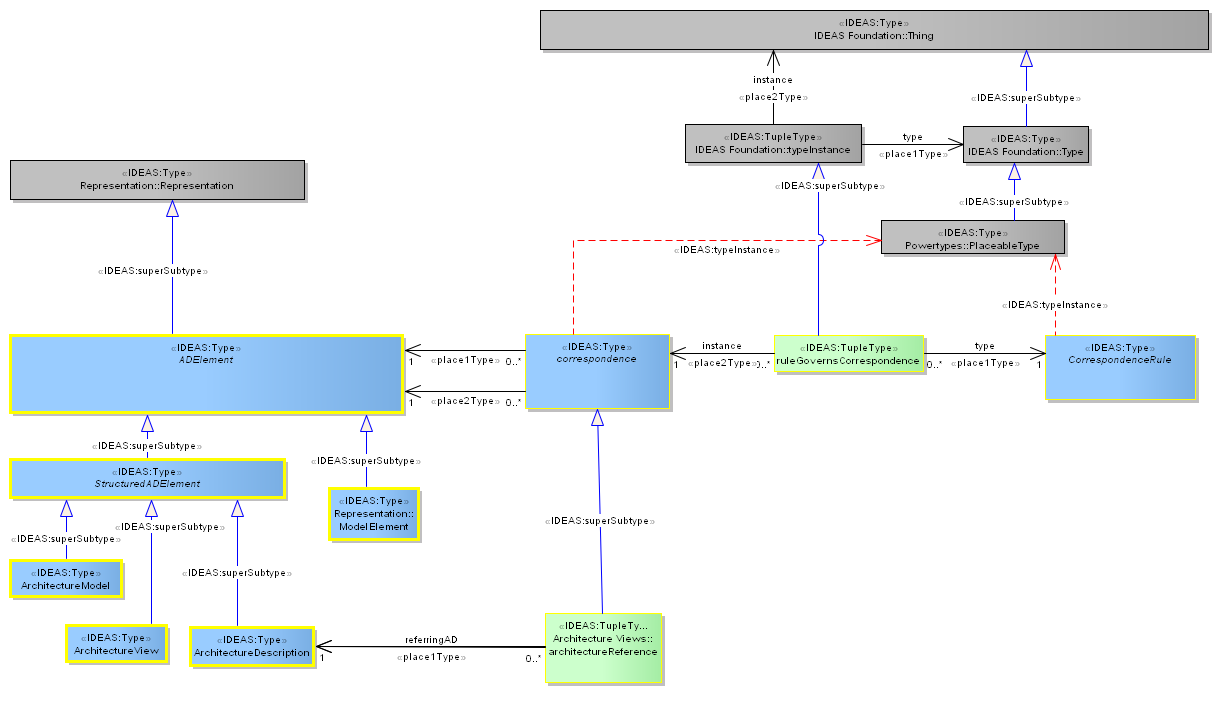 «IDEAS:Type»
IDEAS Foundation::Thing
instance
«place2Type»
«IDEAS:superSubtype»
«IDEAS:TupleType»
IDEAS Foundation::typeInstance
type
«place1Type»
«IDEAS:Type»
IDEAS Foundation::Type
«IDEAS:Type»
Representation::Representation
«IDEAS:superSubtype»
«IDEAS:superSubtype»
«IDEAS:Type»
Powertypes::PlaceableType
«IDEAS:typeInstance»
«IDEAS:superSubtype»
«IDEAS:typeInstance»
«IDEAS:Type»
ADElement
1
«place1Type»
0..*
1
«place2Type»
0..*
«IDEAS:Type»
correspondence
instance
1
«place2Type»
0..*
«IDEAS:TupleType»
ruleGovernsCorrespondence
type
0..*
«place1Type»
1
«IDEAS:Type»
CorrespondenceRule
«IDEAS:superSubtype»
«IDEAS:superSubtype»
«IDEAS:Type»
StructuredADElement
«IDEAS:Type»
Representation::
ModelElement
«IDEAS:superSubtype»
«IDEAS:superSubtype»
«IDEAS:superSubtype»
«IDEAS:superSubtype»
«IDEAS:Type»
ArchitectureModel
«IDEAS:Type»
ArchitectureView
«IDEAS:Type»
ArchitectureDescription
referringAD
1
«place1Type»
0..*
«IDEAS:TupleTy...
Architecture Views::
architectureReference